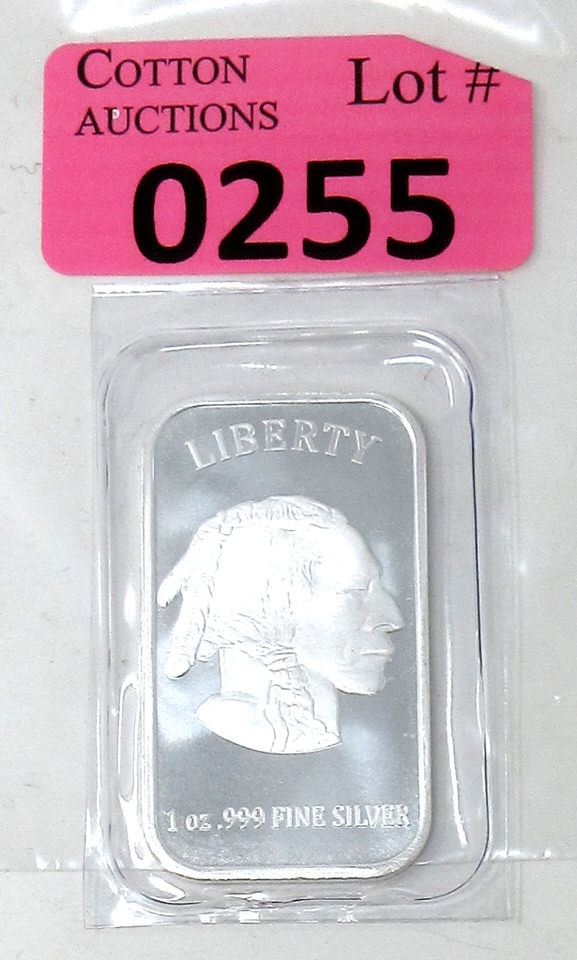 COTTON
AUCTIONS
Lot #
0255
LIBERTY
1 oz .999 FINE SILVER